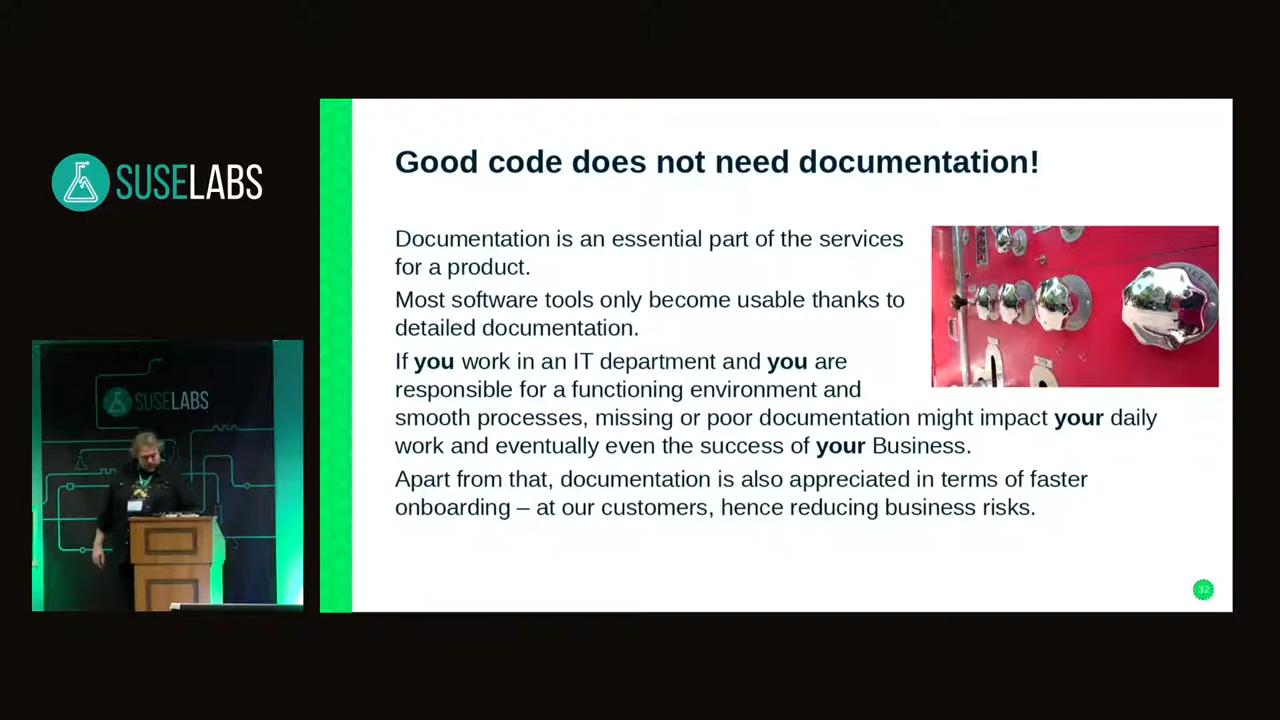 SUSELABS
Good code does not need documentation!
Documentation is an essential part of the services
for a product.
Most software tools only become usable thanks to
detailed documentation.
If you work in an IT department and you are
responsible for a functioning environment and
smooth processes, missing or poor documentation might impact your daily
work and eventually even the success of your Business.
Apart from that, documentation is also appreciated in terms of faster
onboarding – at our customers, hence reducing business risks.
SUSELABS
32